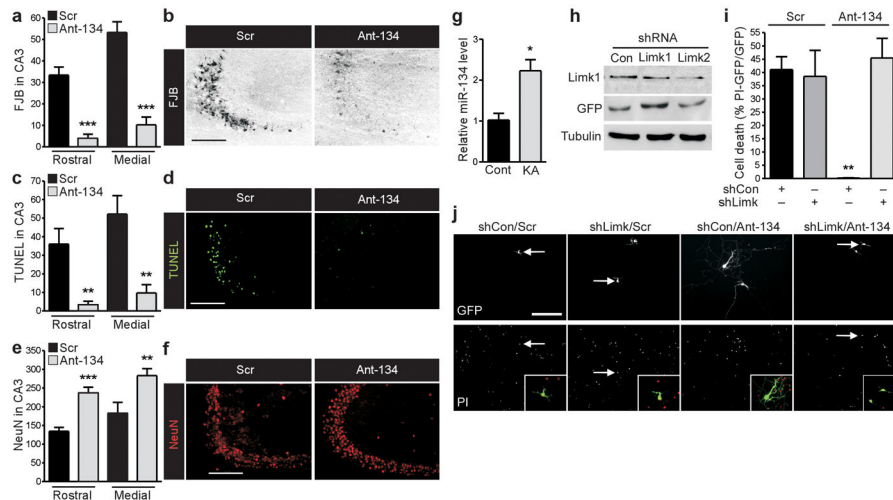 a
Scr
Ant-134
FJB in CA3
60
50
40
30
20
10
0
***
***
Rostral
Medial
b
Scr
Ant-134
FJB
c
TUNEL in CA3
70
60
50
40
30
20
10
0
Scr
Ant-134
**
**
Rostral
Medial
d
Scr
Ant-134
TUNEL
e
NeuN in CA3
350
300
250
200
150
100
50
0
Scr
Ant-134
***
**
Rostral
Medial
f
Scr
Ant-134
NeuN
g
Relative miR-134 level
3
2
1
0
*
Cont
KA
h
shRNA
Con Limk1 Limk2
Limk1
GFP
Tubulin
i
Scr
Ant-134
Cell death (% PI-GFP/GFP)
50
45
40
35
30
25
20
15
10
5
0
**
shCon + – + –
shLimk – + – +
j
shCon/Scr
shLimk/Scr
shCon/Ant-134
shLimk/Ant-134
GFP
PI